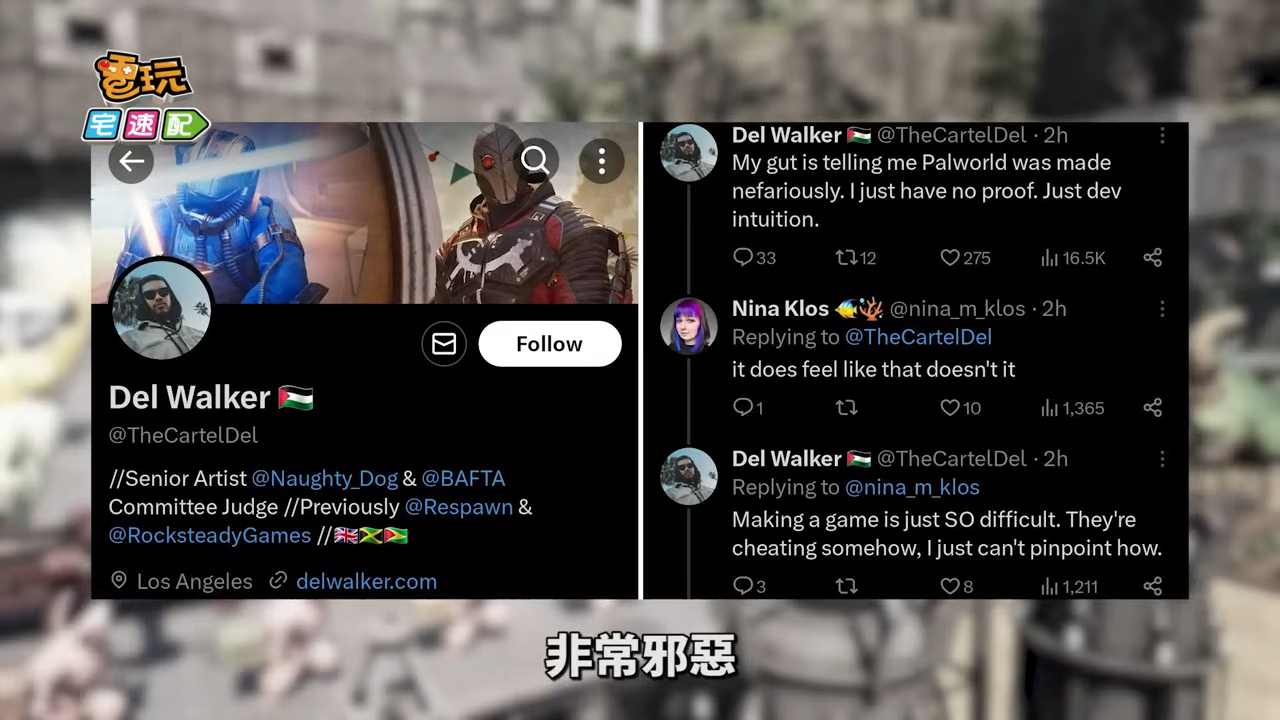 電玩
宅速配
Follow
Del Walker 🇵🇸
@TheCartelDel
//Senior Artist @Naughty_Dog & @BAFTA
Committee Judge //Previously @Respawn &
@RocksteadyGames //🇬🇧🇯🇲🇬🇾
Los Angeles delwalker.com
Del Walker 🇵🇸 @TheCartelDel · 2h
My gut is telling me Palworld was made
nefariously. I just have no proof. Just dev
intuition.
33 12 275 16.5K
Nina Klos 🐠🪸 @nina_m_klos · 2h
Replying to @TheCartelDel
it does feel like that doesn't it
1 10 1,365
Del Walker 🇵🇸 @TheCartelDel · 2h
Replying to @nina_m_klos
Making a game is just SO difficult. They're
cheating somehow, I just can't pinpoint how.
3 8 1,211
非常邪惡